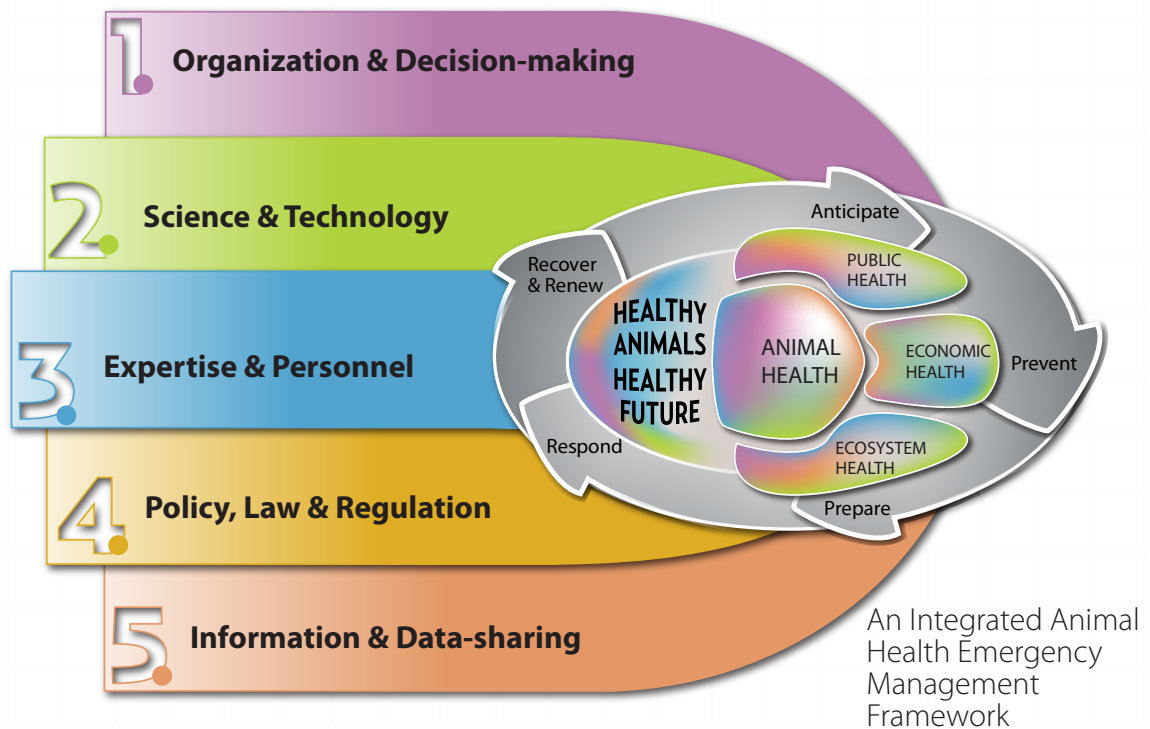 1
Organization & Decision-making
2
Science & Technology
3
Expertise & Personnel
4
Policy, Law & Regulation
5
Information & Data-sharing
Anticipate
Prevent
Prepare
Respond
Recover
& Renew
HEALTHY
ANIMALS
HEALTHY
FUTURE
ANIMAL
HEALTH
PUBLIC
HEALTH
ECONOMIC
HEALTH
ECOSYSTEM
HEALTH
An Integrated Animal
Health Emergency
Management
Framework